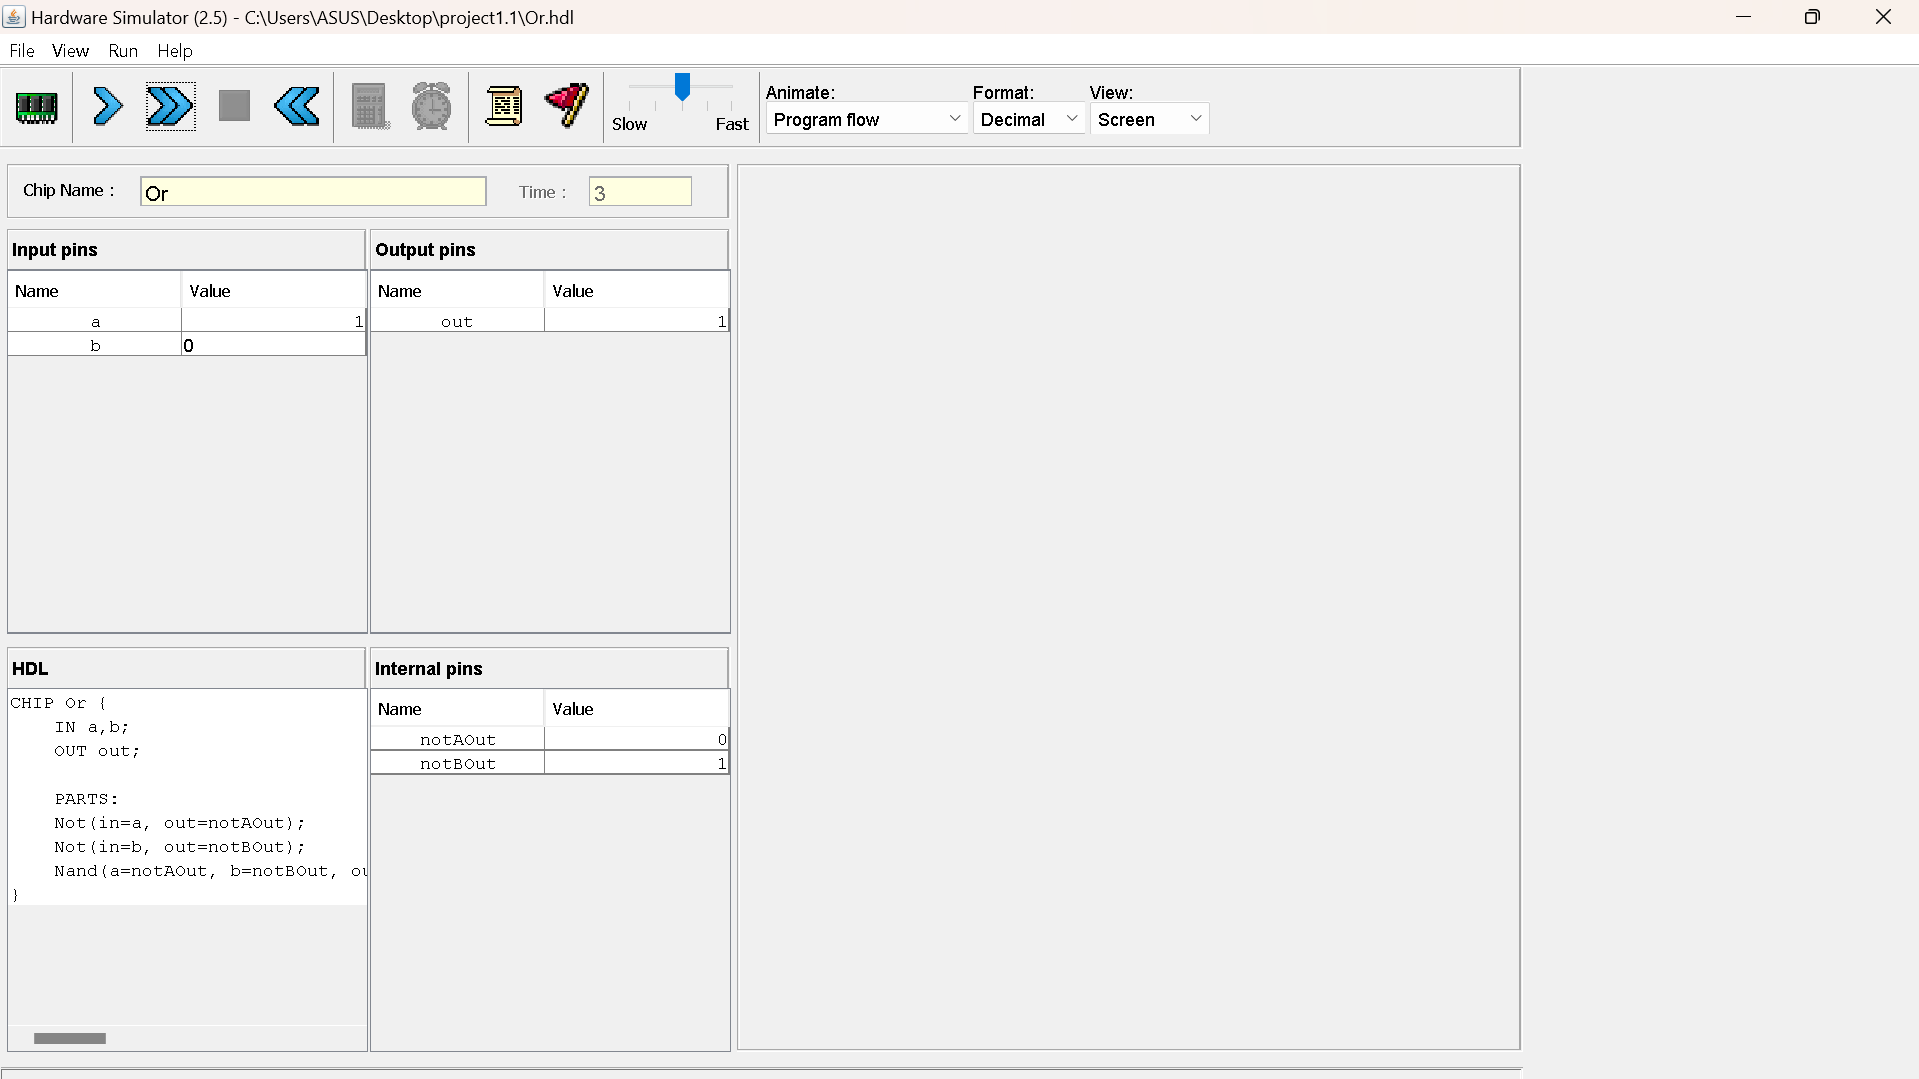 Hardware Simulator (2.5) - C:\Users\ASUS\Desktop\project1.1\Or.hdl
File View Run Help
Slow Fast
Animate: Format: View:
Program flow Decimal Screen
Chip Name : Or Time : 3
Input pins
Name Value
a 1
b 0
Output pins
Name Value
out 1
HDL
CHIP Or {
    IN a,b;
    OUT out;
    PARTS:
    Not(in=a, out=notAOut);
    Not(in=b, out=notBOut);
    Nand(a=notAOut, b=notBOut, ou
}
Internal pins
Name Value
notAOut 0
notBOut 1